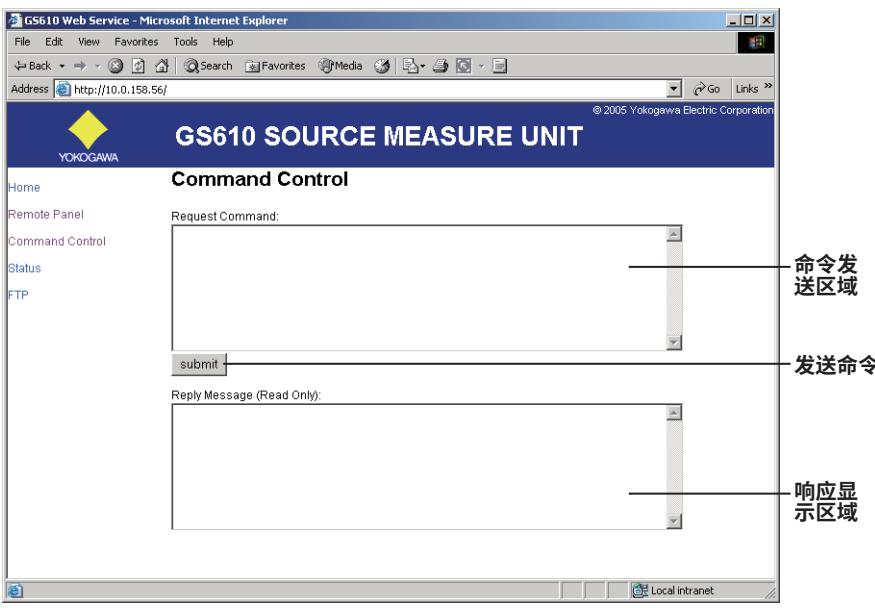 GS610 Web Service - Microsoft Internet Explorer
File Edit View Favorites Tools Help
Back Search Favorites Media
Address http://10.0.158.56/ Go Links »
© 2005 Yokogawa Electric Corporation
YOKOGAWA
GS610 SOURCE MEASURE UNIT
Home
Remote Panel
Command Control
Status
FTP
Command Control
Request Command:
命令发
送区域
submit
发送命令
Reply Message (Read Only):
响应显
示区域
Local intranet